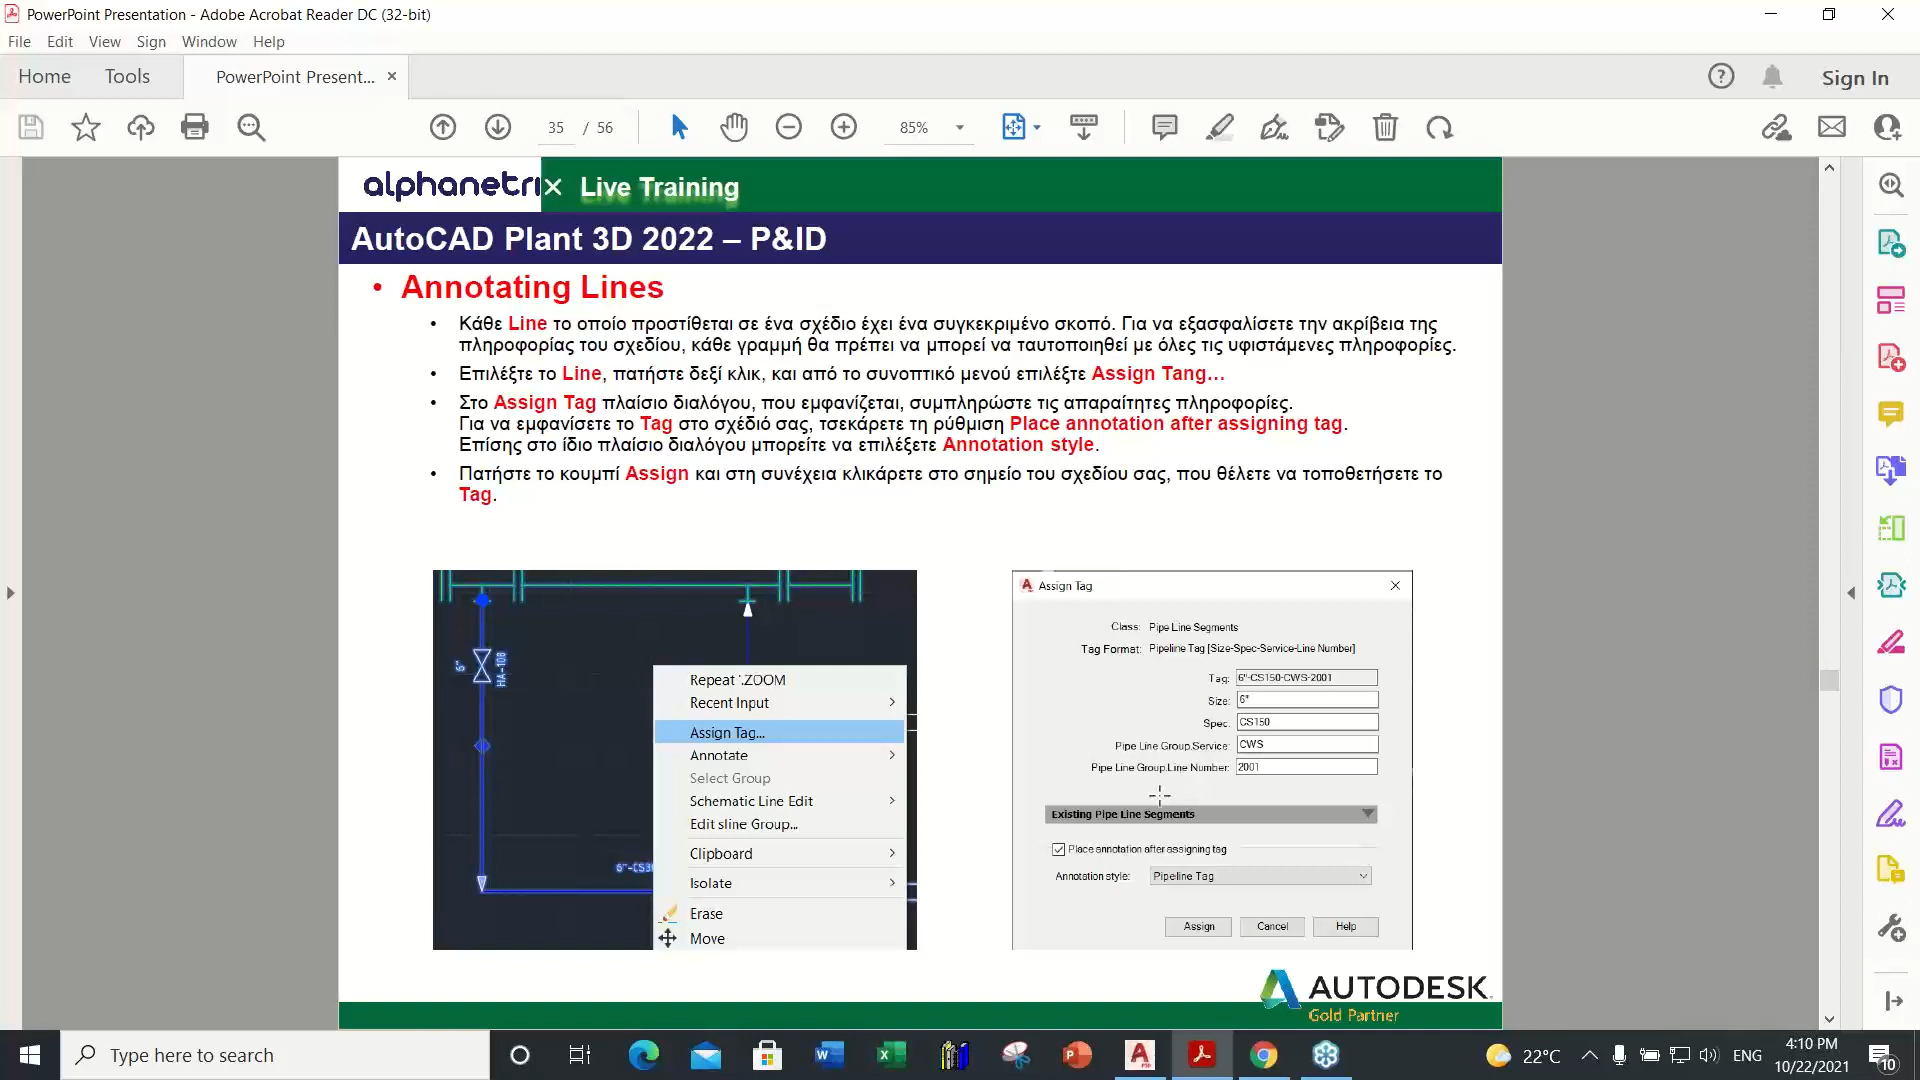 PowerPoint Presentation - Adobe Acrobat Reader DC (32-bit)
File Edit View Sign Window Help
Home Tools PowerPoint Present... Sign In
35 / 56 85%
alphanetrix Live Training
AutoCAD Plant 3D 2022 – P&ID
• Annotating Lines
• Κάθε Line το οποίο προστίθεται σε ένα σχέδιο έχει ένα συγκεκριμένο σκοπό. Για να εξασφαλίσετε την ακρίβεια της
πληροφορίας του σχεδίου, κάθε γραμμή θα πρέπει να μπορεί να ταυτοποιηθεί με όλες τις υφιστάμενες πληροφορίες.
• Επιλέξτε το Line, πατήστε δεξί κλικ, και από το συνοπτικό μενού επιλέξτε Assign Tang…
• Στο Assign Tag πλαίσιο διαλόγου, που εμφανίζεται, συμπληρώστε τις απαραίτητες πληροφορίες.
Για να εμφανίσετε το Tag στο σχέδιό σας, τσεκάρετε τη ρύθμιση Place annotation after assigning tag.
Επίσης στο ίδιο πλαίσιο διαλόγου μπορείτε να επιλέξετε Annotation style.
• Πατήστε το κουμπί Assign και στη συνέχεια κλικάρετε στο σημείο του σχεδίου σας, που θέλετε να τοποθετήσετε το
Tag.
6"
HA-108
Repeat '.ZOOM
Recent Input
Assign Tag...
Annotate
Select Group
Schematic Line Edit
Edit sline Group...
Clipboard
Isolate
Erase
Move
Assign Tag
Class: Pipe Line Segments
Tag Format: Pipeline Tag [Size-Spec-Service-Line Number]
Tag: 6"-CS150-CWS-2001
Size: 6"
Spec: CS150
Pipe Line Group.Service: CWS
Pipe Line Group.Line Number: 2001
Existing Pipe Line Segments
Place annotation after assigning tag
Annotation style: Pipeline Tag
Assign Cancel Help
AUTODESK.
Gold Partner
Type here to search
22°C ENG
4:10 PM
10/22/2021
10